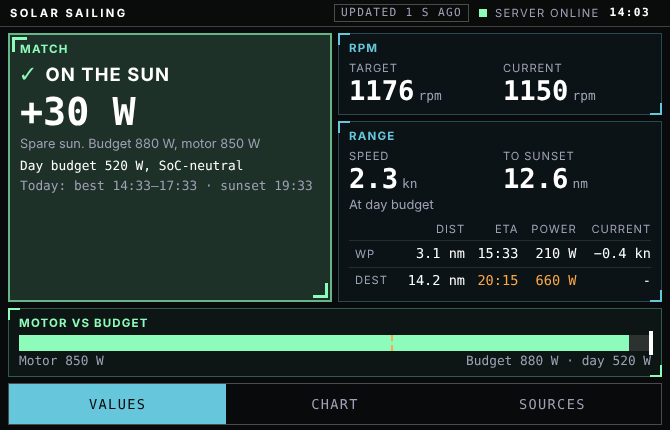 SOLAR SAILING
UPDATED 1 S AGO
SERVER ONLINE 14:03
MATCH
✓ ON THE SUN
+30 W
Spare sun. Budget 880 W, motor 850 W
Day budget 520 W, SoC-neutral
Today: best 14:33–17:33 · sunset 19:33
RPM
TARGET CURRENT
1176 rpm 1150 rpm
RANGE
SPEED TO SUNSET
2.3 kn 12.6 nm
At day budget
DIST ETA POWER CURRENT
WP 3.1 nm 15:33 210 W −0.4 kn
DEST 14.2 nm 20:15 660 W -
MOTOR VS BUDGET
Motor 850 W Budget 880 W · day 520 W
VALUES CHART SOURCES